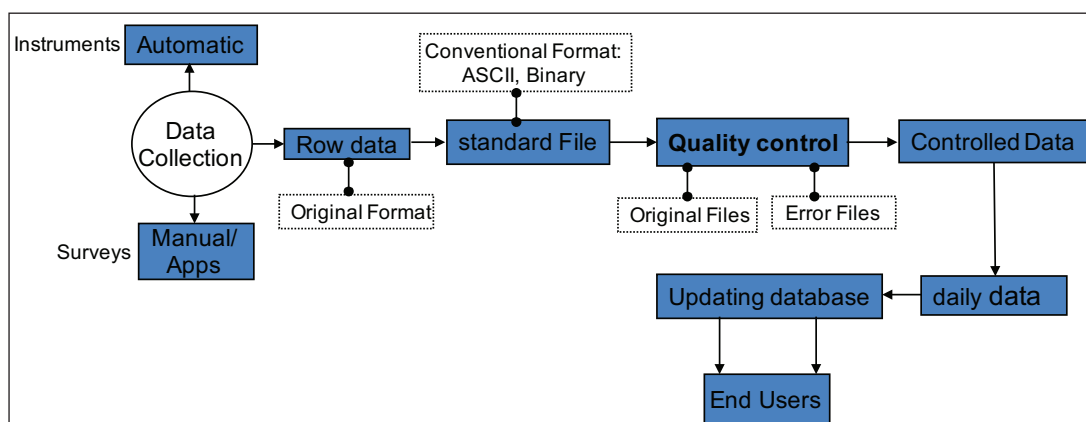 Instruments
Automatic
Conventional Format:
ASCII, Binary
Data
Collection
Row data
standard File
Quality control
Controlled Data
Original Format
Original Files
Error Files
Surveys
Manual/
Apps
Updating database
daily data
End Users